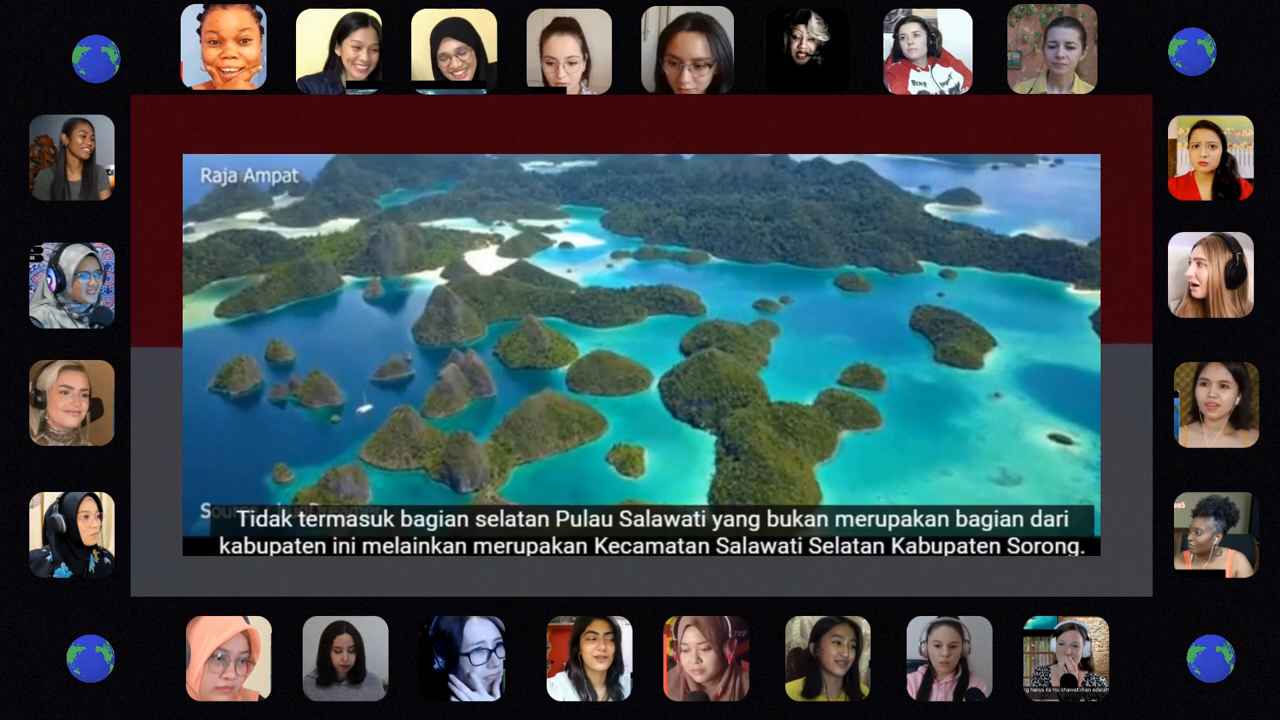 Raja Ampat
Tidak termasuk bagian selatan Pulau Salawati yang bukan merupakan bagian dari
kabupaten ini melainkan merupakan Kecamatan Salawati Selatan Kabupaten Sorong.